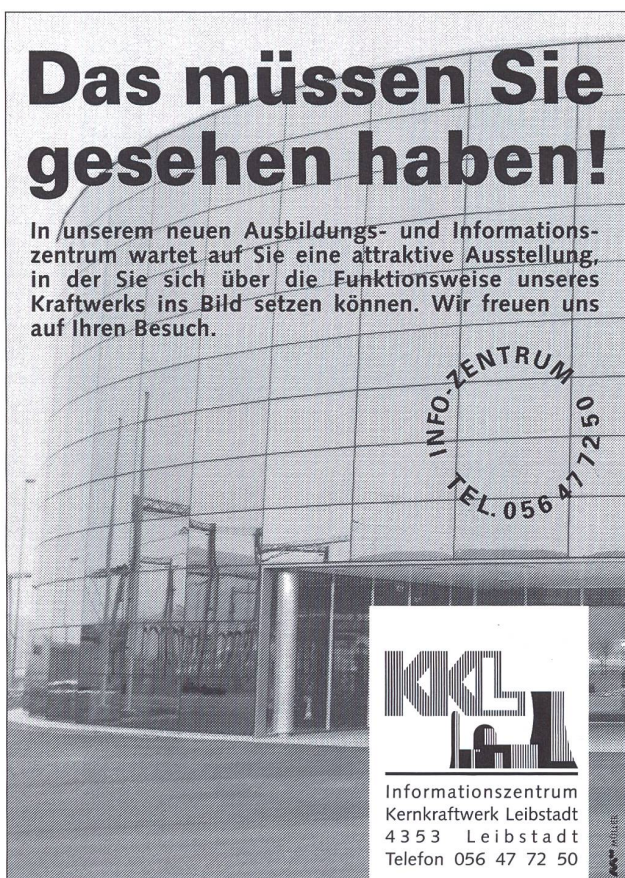 Das müssen Sie
gesehen haben!
In unserem neuen Ausbildungs- und Informations-
zentrum wartet auf Sie eine attraktive Ausstellung,
in der Sie sich über die Funktionsweise unseres
Kraftwerks ins Bild setzen können. Wir freuen uns
auf Ihren Besuch.
INFO-ZENTRUM
TEL. 056 47 72 50
KKL
Informationszentrum
Kernkraftwerk Leibstadt
4353 Leibstadt
Telefon 056 47 72 50
MÜLLER